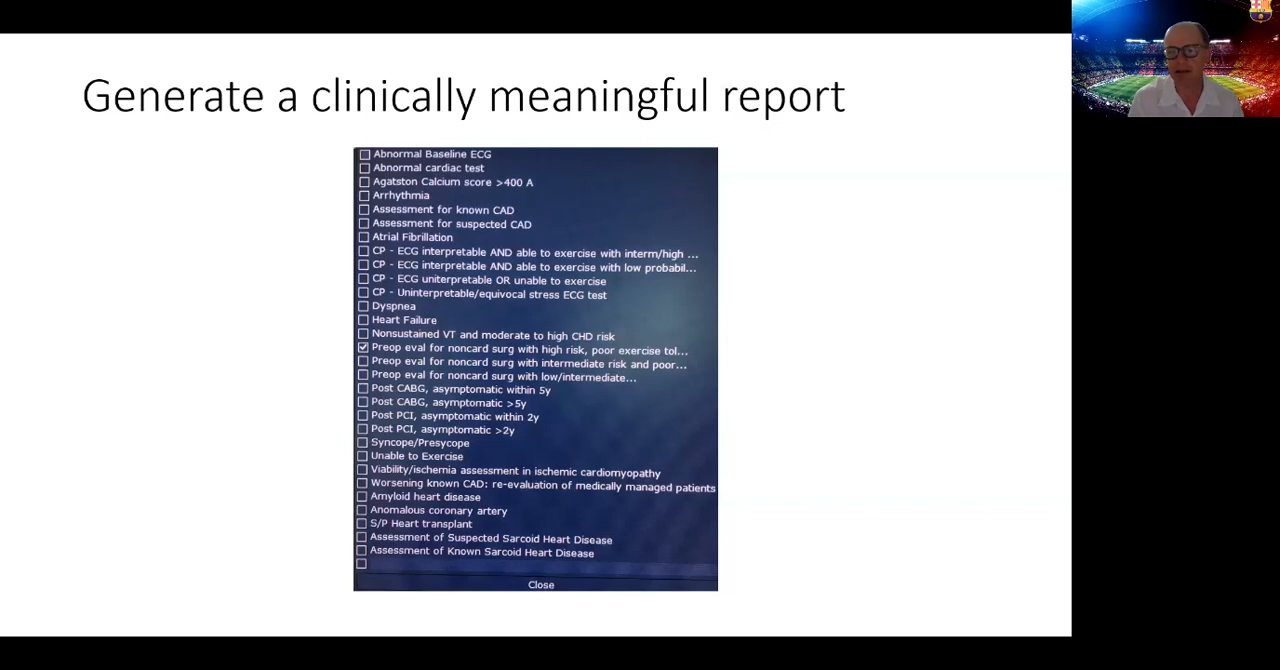 Generate a clinically meaningful report
Abnormal Baseline ECG
Abnormal cardiac test
Agatston Calcium score >400 A
Arrhythmia
Assessment for known CAD
Assessment for suspected CAD
Atrial Fibrillation
CP - ECG interpretable AND able to exercise with interm/high ...
CP - ECG interpretable AND able to exercise with low probabil...
CP - ECG uniterpretable OR unable to exercise
CP - Uninterpretable/equivocal stress ECG test
Dyspnea
Heart Failure
Nonsustained VT and moderate to high CHD risk
Preop eval for noncard surg with high risk, poor exercise tol...
Preop eval for noncard surg with intermediate risk and poor...
Preop eval for noncard surg with low/intermediate...
Post CABG, asymptomatic within 5y
Post CABG, asymptomatic >5y
Post PCI, asymptomatic within 2y
Post PCI, asymptomatic >2y
Syncope/Presycope
Unable to Exercise
Viability/ischemia assessment in ischemic cardiomyopathy
Worsening known CAD: re-evaluation of medically managed patients
Amyloid heart disease
Anomalous coronary artery
S/P Heart transplant
Assessment of Suspected Sarcoid Heart Disease
Assessment of Known Sarcoid Heart Disease
Close